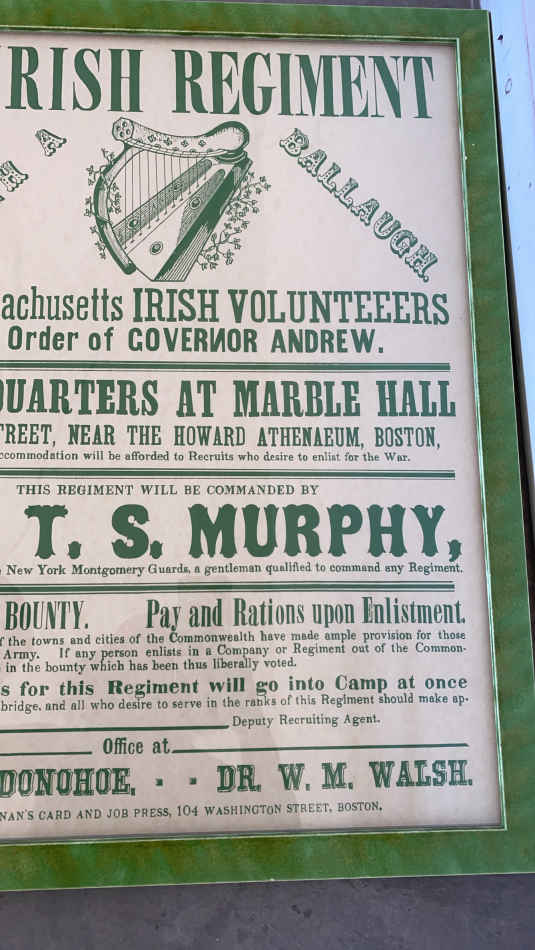 IRISH REGIMENT
H A
BALLAUGH.
achusetts IRISH VOLUNTEEERS
Order of GOVERNOR ANDREW.
QUARTERS AT MARBLE HALL
TREET, NEAR THE HOWARD ATHENAEUM, BOSTON,
ccommodation will be afforded to Recruits who desire to enlist for the War.
THIS REGIMENT WILL BE COMMANDED BY
T. S. MURPHY,
New York Montgomery Guards, a gentleman qualified to command any Regiment.
BOUNTY. Pay and Rations upon Enlistment.
f the towns and cities of the Commonwealth have made ample provision for those
Army. If any person enlists in a Company or Regiment out of the Common-
in the bounty which has been thus liberally voted.
s for this Regiment will go into Camp at once
bridge, and all who desire to serve in the ranks of this Regiment should make ap-
Deputy Recruiting Agent.
Office at
DONOHOE, - - DR. W. M. WALSH.
NAN'S CARD AND JOB PRESS, 104 WASHINGTON STREET, BOSTON.